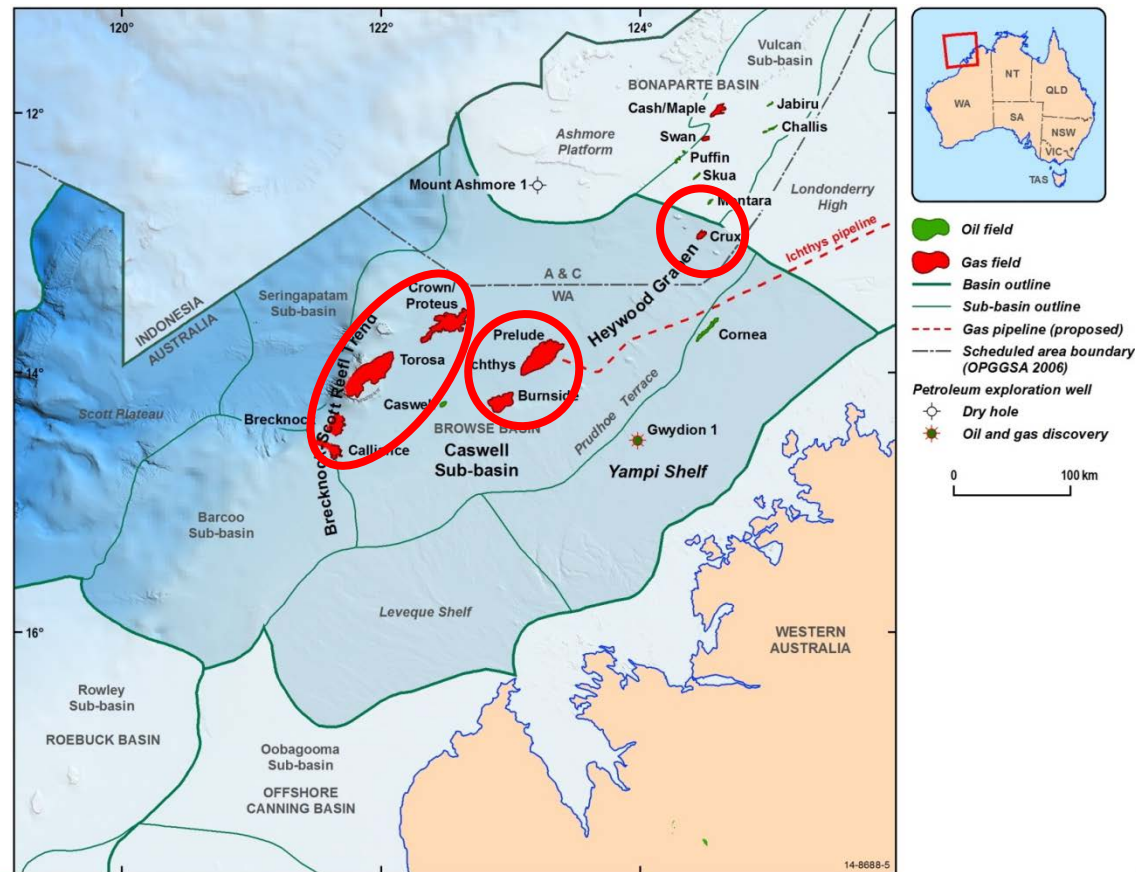 120°
122°
124°
Vulcan
Sub-basin
BONAPARTE BASIN
12°
Cash/Maple
Jabiru
Swan
Challis
Ashmore
Platform
Puffin
Skua
Mount Ashmore 1
Montara
Londonderry
High
Crux
Ichthys pipeline
A & C
WA
Heywood Graben
Seringapatam
Sub-basin
Crown/
Proteus
INDONESIA
AUSTRALIA
Prelude
Cornea
14°
Torosa
Ichthys
Scott Plateau
Brecknock
Caswell
Burnside
BROWSE BASIN
Prudhoe Terrace
Gwydion 1
Calliance
Caswell
Sub-basin
Yampi Shelf
Brecknock-Scott Reef Trend
Barcoo
Sub-basin
Leveque Shelf
16°
WESTERN
AUSTRALIA
Rowley
Sub-basin
ROEBUCK BASIN
Oobagooma
Sub-basin
OFFSHORE
CANNING BASIN
14-8688-5
NT
QLD
WA
SA
NSW
VIC
TAS
Oil field
Gas field
Basin outline
Sub-basin outline
Gas pipeline (proposed)
Scheduled area boundary
(OPGGSA 2006)
Petroleum exploration well
Dry hole
Oil and gas discovery
0
100 km